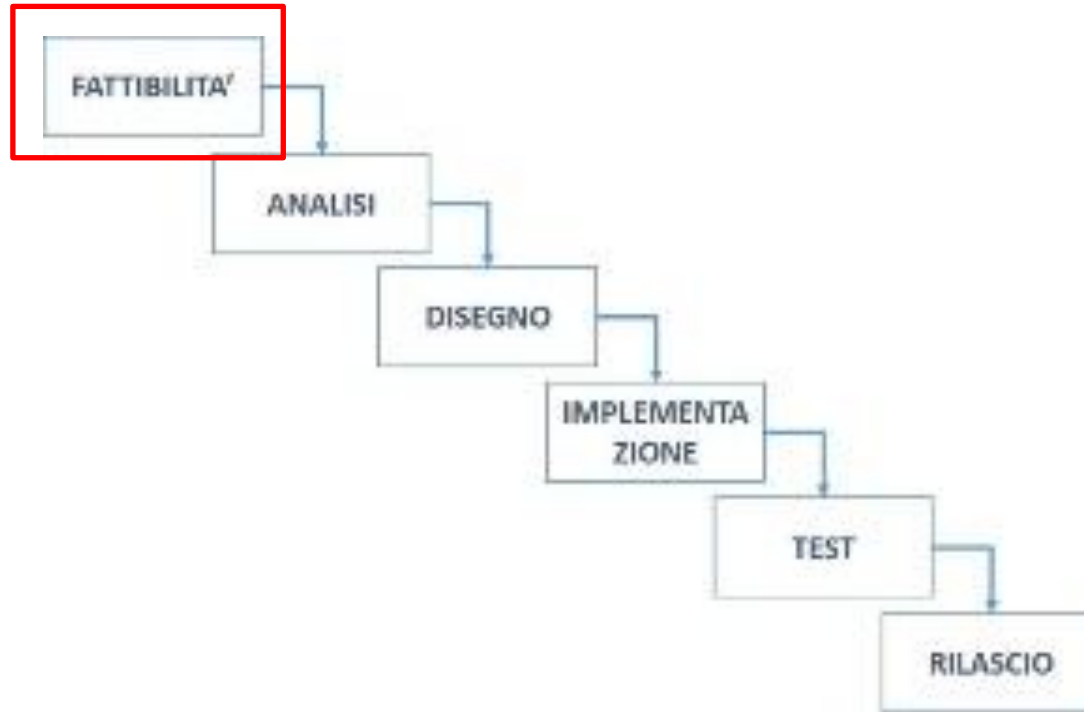 FATTIBILITA'
ANALISI
DISEGNO
IMPLEMENTA
ZIONE
TEST
RILASCIO